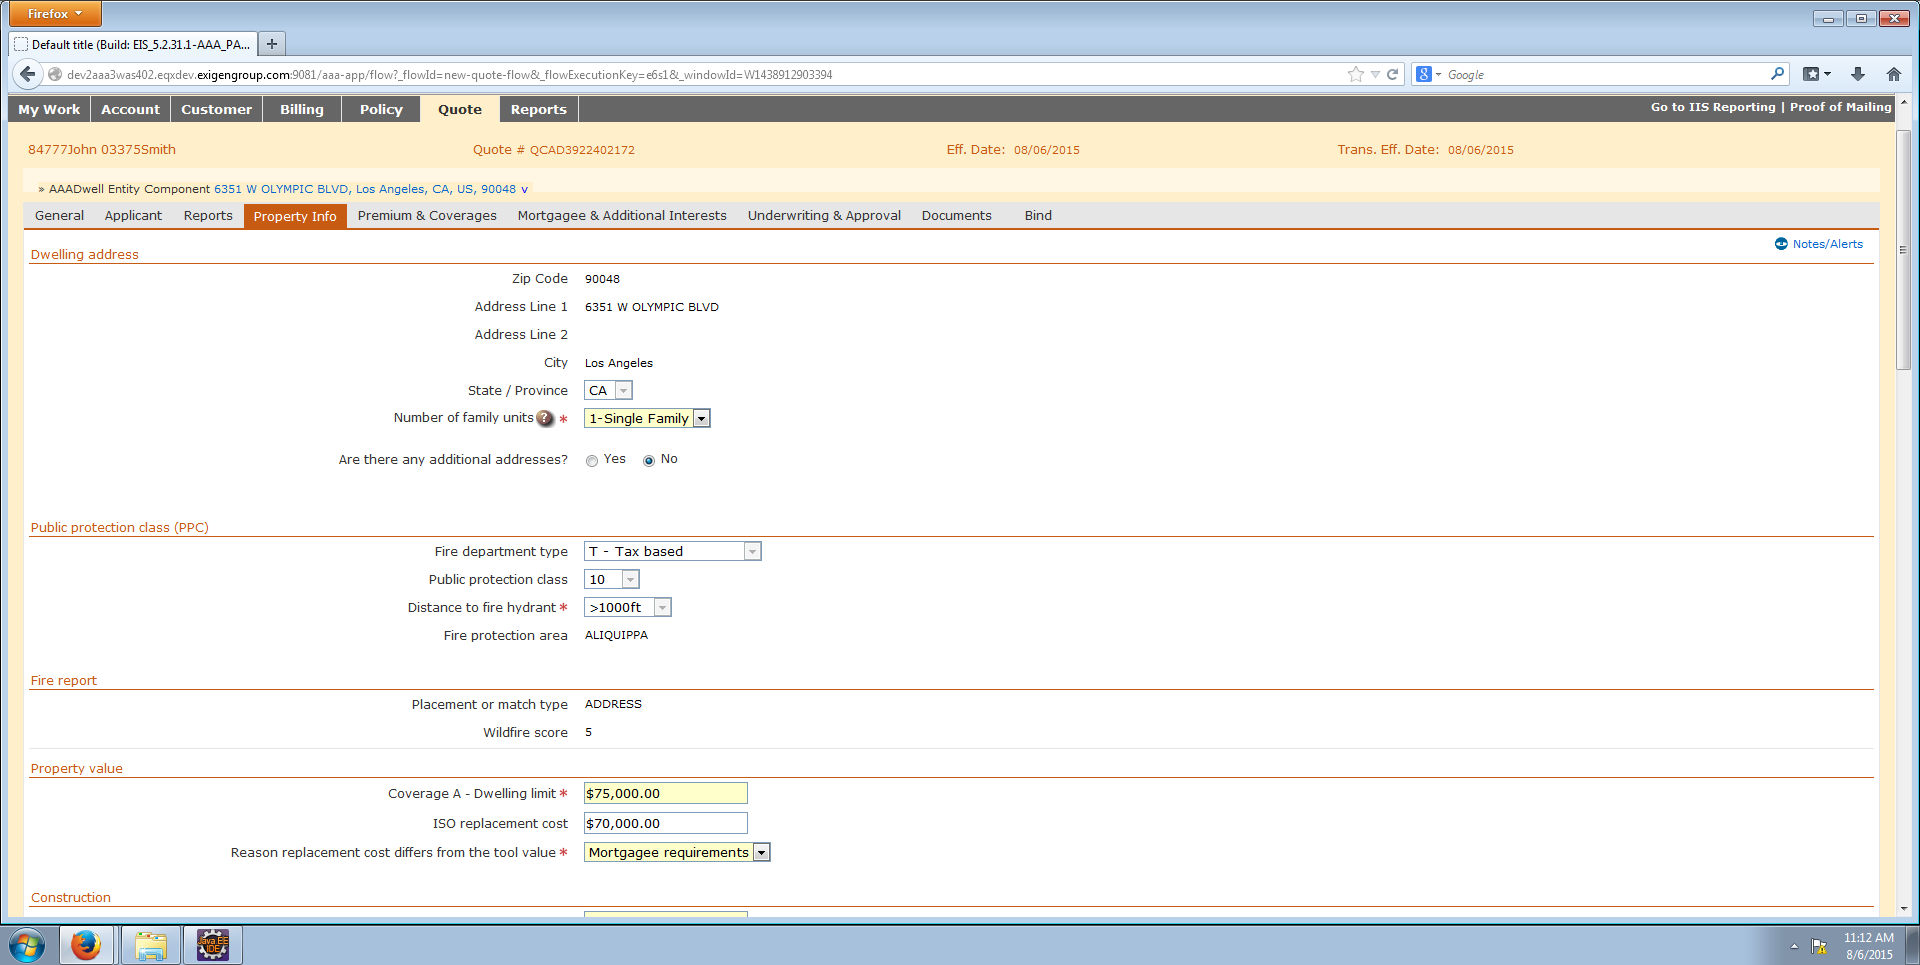 Firefox
Default title (Build: EIS_5.2.31.1-AAA_PA...
dev2aaa3was402.eqxdev.exigengroup.com:9081/aaa-app/flow?_flowId=new-quote-flow&_flowExecutionKey=e6s1&_windowId=W1438912903394
Google
My Work Account Customer Billing Policy Quote Reports
Go to IIS Reporting | Proof of Mailing
84777John 03375Smith Quote # QCAD3922402172 Eff. Date: 08/06/2015 Trans. Eff. Date: 08/06/2015
» AAADwell Entity Component 6351 W OLYMPIC BLVD, Los Angeles, CA, US, 90048 v
General Applicant Reports Property Info Premium & Coverages Mortgagee & Additional Interests Underwriting & Approval Documents Bind
Notes/Alerts
Dwelling address
Zip Code 90048
Address Line 1 6351 W OLYMPIC BLVD
Address Line 2
City Los Angeles
State / Province CA
Number of family units ? * 1-Single Family
Are there any additional addresses? Yes No
Public protection class (PPC)
Fire department type T - Tax based
Public protection class 10
Distance to fire hydrant * >1000ft
Fire protection area ALIQUIPPA
Fire report
Placement or match type ADDRESS
Wildfire score 5
Property value
Coverage A - Dwelling limit * $75,000.00
ISO replacement cost $70,000.00
Reason replacement cost differs from the tool value * Mortgagee requirements
Construction
Java EE
IDE
11:12 AM
8/6/2015